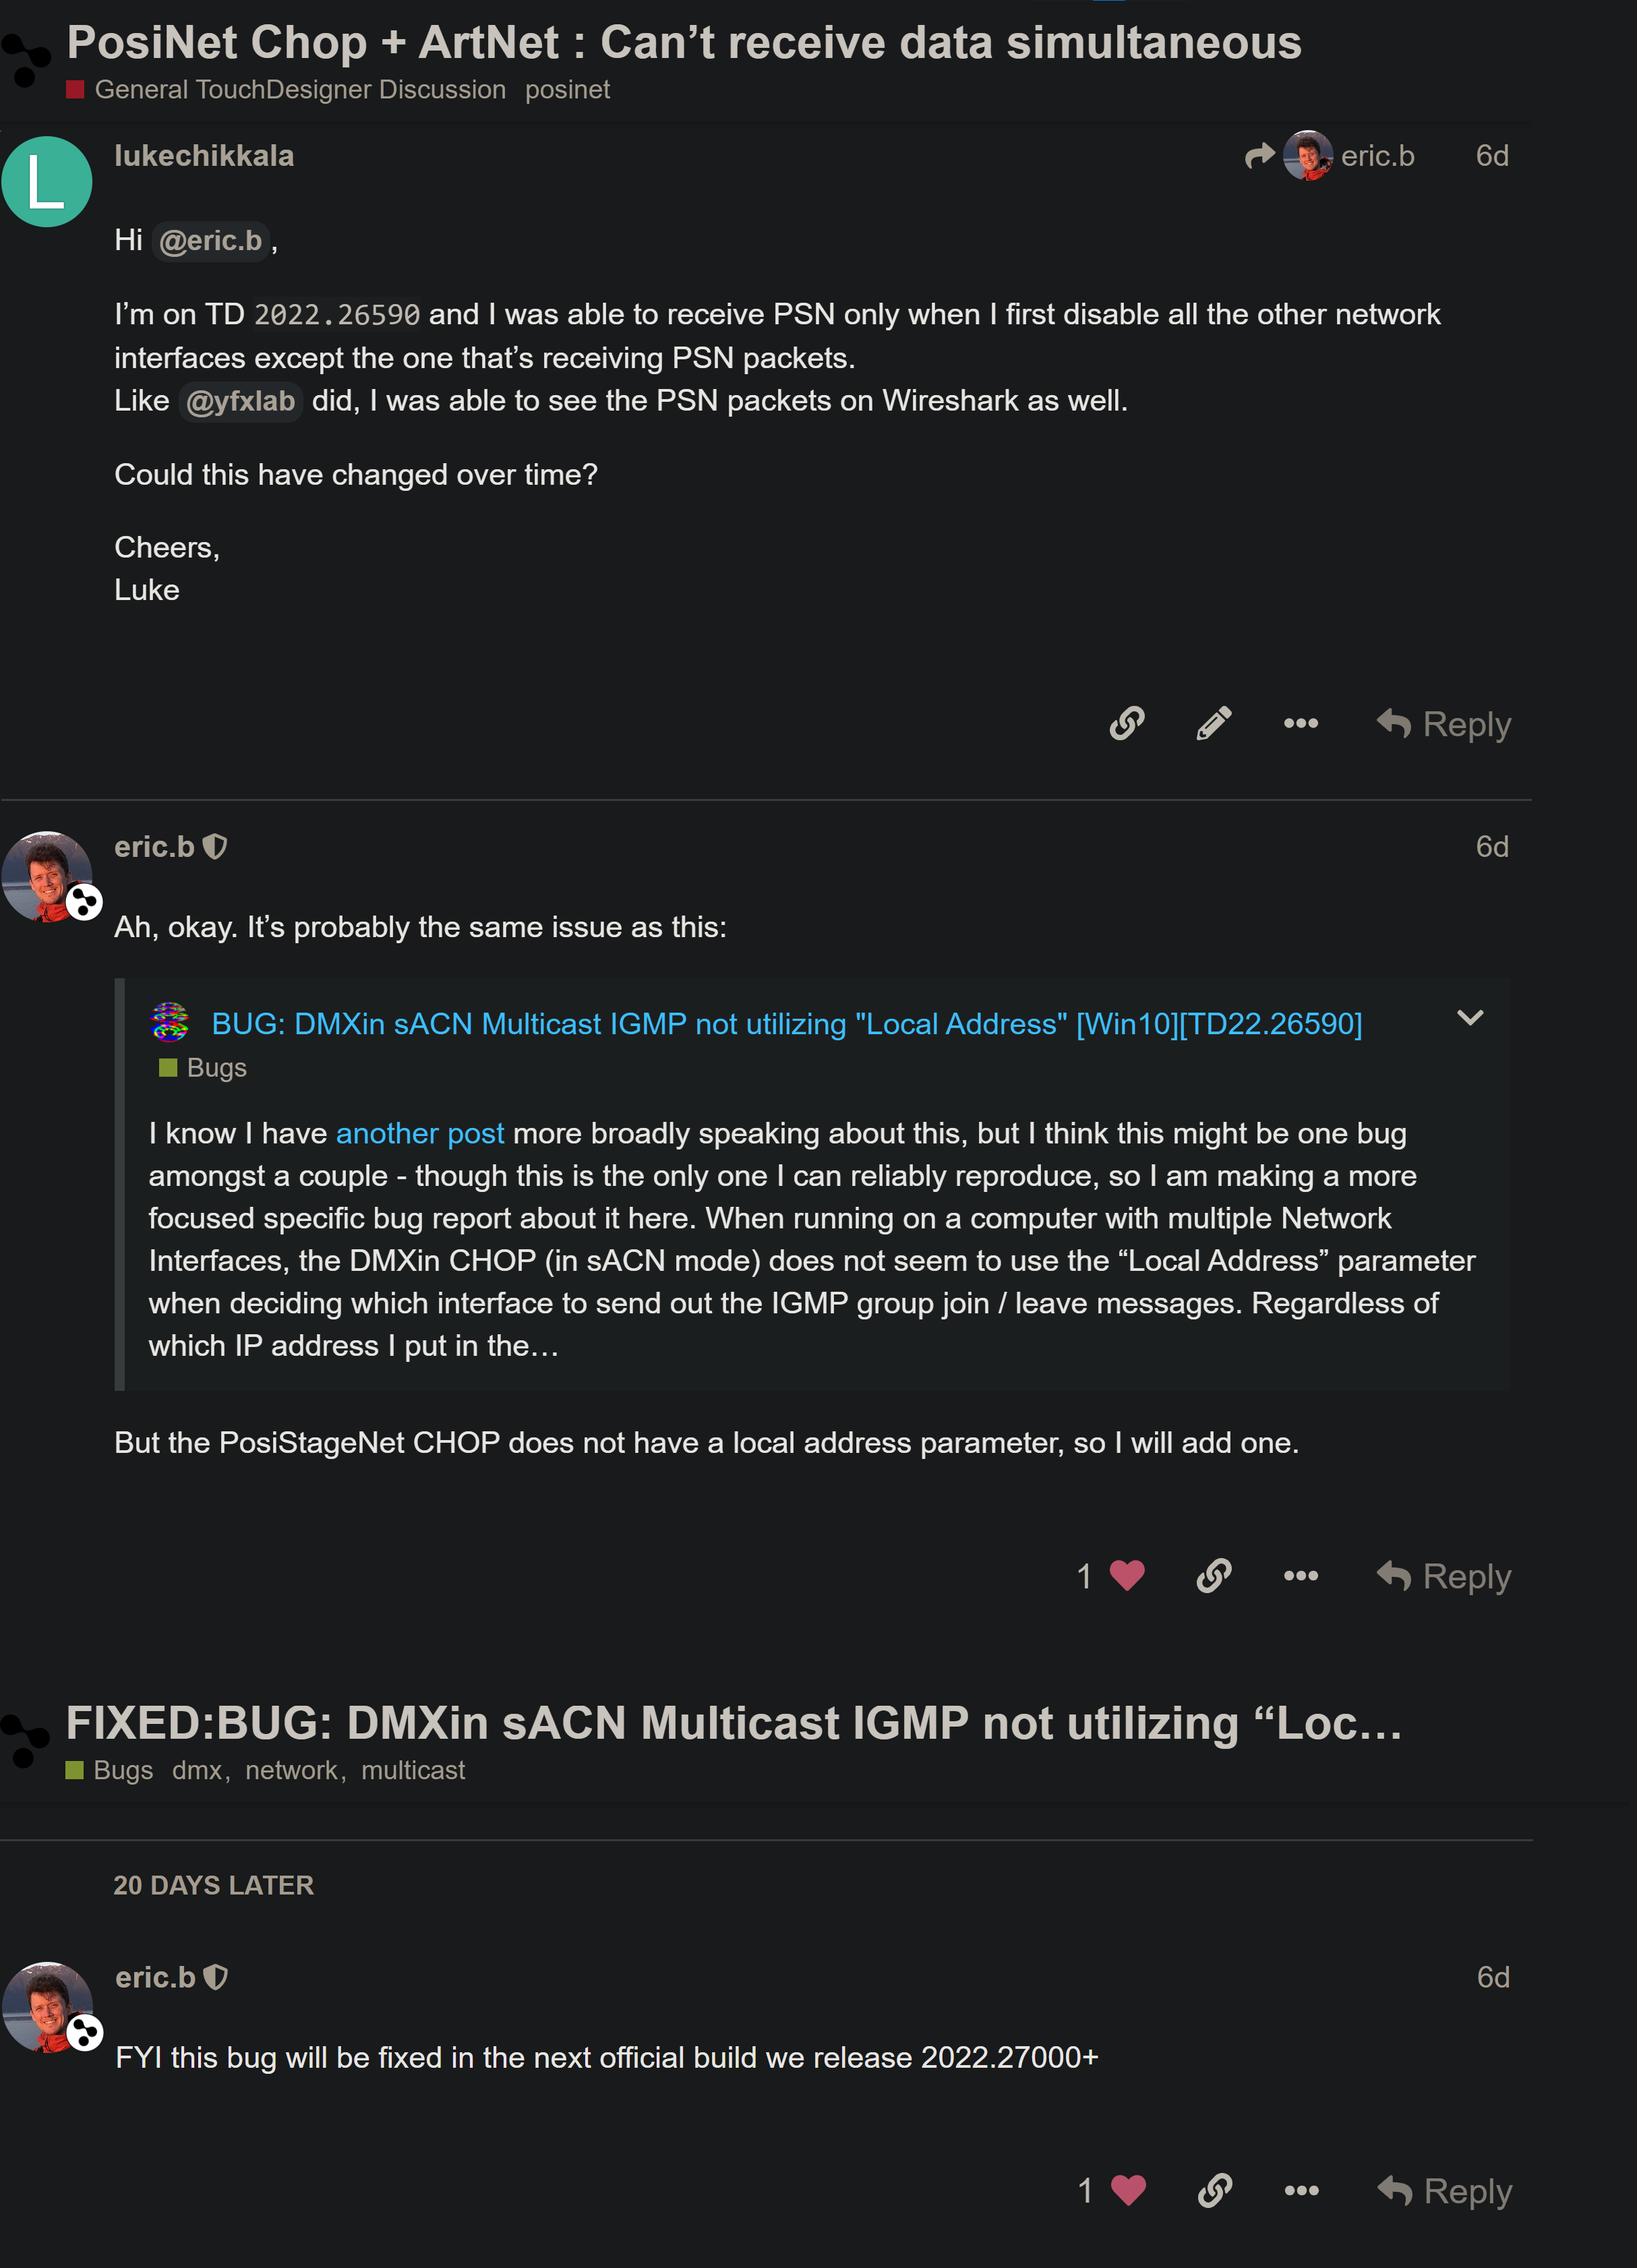 PosiNet Chop + ArtNet : Can’t receive data simultaneous
General TouchDesigner Discussion posinet
L
lukechikkala
eric.b 6d
Hi @eric.b ,
I’m on TD 2022.26590 and I was able to receive PSN only when I first disable all the other network
interfaces except the one that’s receiving PSN packets.
Like @yfxlab did, I was able to see the PSN packets on Wireshark as well.
Could this have changed over time?
Cheers,
Luke
Reply
eric.b 6d
Ah, okay. It’s probably the same issue as this:
BUG: DMXin sACN Multicast IGMP not utilizing "Local Address" [Win10][TD22.26590]
Bugs
I know I have another post more broadly speaking about this, but I think this might be one bug
amongst a couple - though this is the only one I can reliably reproduce, so I am making a more
focused specific bug report about it here. When running on a computer with multiple Network
Interfaces, the DMXin CHOP (in sACN mode) does not seem to use the “Local Address” parameter
when deciding which interface to send out the IGMP group join / leave messages. Regardless of
which IP address I put in the…
But the PosiStageNet CHOP does not have a local address parameter, so I will add one.
1 Reply
FIXED:BUG: DMXin sACN Multicast IGMP not utilizing “Loc…
Bugs dmx, network, multicast
20 DAYS LATER
eric.b 6d
FYI this bug will be fixed in the next official build we release 2022.27000+
1 Reply